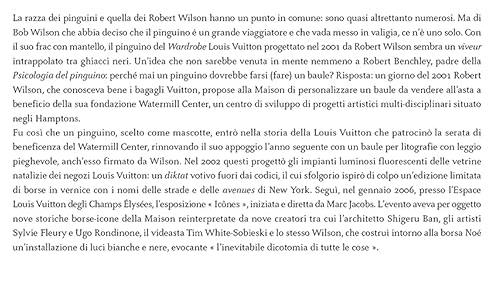 La razza dei pinguini e quella dei Robert Wilson hanno un punto in comune: sono quasi altrettanto numerosi. Ma di
Bob Wilson che abbia deciso che il pinguino è un grande viaggiatore e che vada messo in valigia, ce n'è uno solo. Con
il suo frac con mantello, il pinguino del Wardrobe Louis Vuitton progettato nel 2001 da Robert Wilson sembra un viveur
intrappolato tra ghiacci neri. Un'idea che non sarebbe venuta in mente nemmeno a Robert Benchley, padre della
Psicologia del pinguino: perché mai un pinguino dovrebbe farsi (fare) un baule? Risposta: un giorno del 2001 Robert
Wilson, che conosceva bene i bagagli Vuitton, propose alla Maison di personalizzare un baule da vendere all'asta a
beneficio della sua fondazione Watermill Center, un centro di sviluppo di progetti artistici multi-disciplinari situato
negli Hamptons.
Fu così che un pinguino, scelto come mascotte, entrò nella storia della Louis Vuitton che patrocinò la serata di
beneficenza del Watermill Center, rinnovando il suo appoggio l'anno seguente con un baule per litografie con leggio
pieghevole, anch'esso firmato da Wilson. Nel 2002 questi progettò gli impianti luminosi fluorescenti delle vetrine
natalizie dei negozi Louis Vuitton: un diktat votivo fuori dai codici, il cui sfolgorio ispirò di colpo un'edizione limitata
di borse in vernice con i nomi delle strade e delle avenues di New York. Seguì, nel gennaio 2006, presso l'Espace
Louis Vuitton degli Champs Élysées, l'esposizione « Icônes », iniziata e diretta da Marc Jacobs. L'evento aveva per oggetto
nove storiche borse-icone della Maison reinterpretate da nove creatori tra cui l'architetto Shigeru Ban, gli artisti
Sylvie Fleury e Ugo Rondinone, il videasta Tim White-Sobieski e lo stesso Wilson, che costruì intorno alla borsa Noé
un'installazione di luci bianche e nere, evocante « l'inevitabile dicotomia di tutte le cose ».